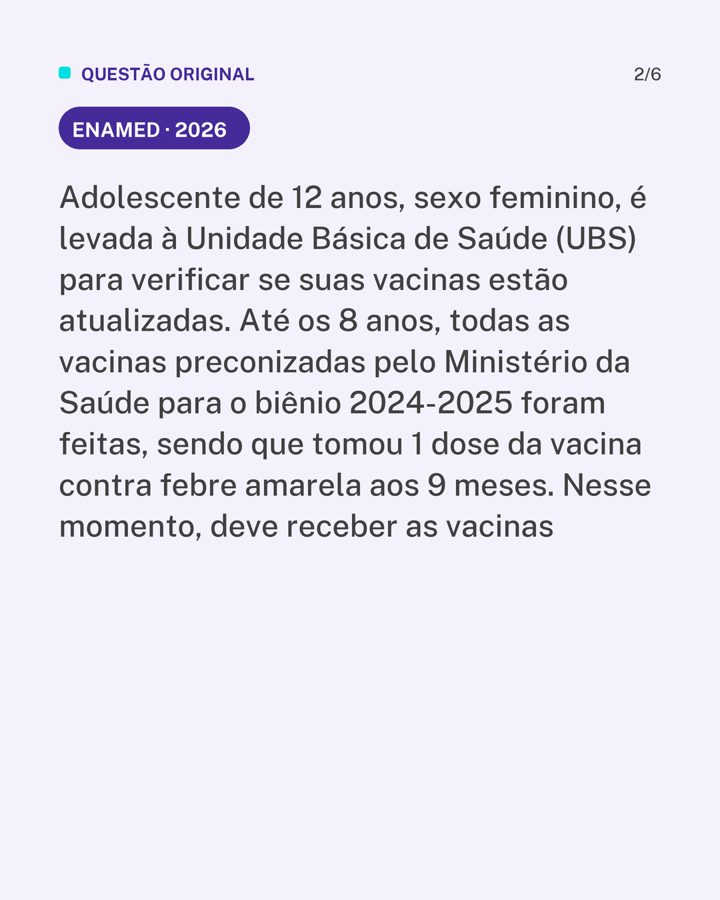 QUESTÃO ORIGINAL
2/6
ENAMED · 2026
Adolescente de 12 anos, sexo feminino, é
levada à Unidade Básica de Saúde (UBS)
para verificar se suas vacinas estão
atualizadas. Até os 8 anos, todas as
vacinas preconizadas pelo Ministério da
Saúde para o biênio 2024-2025 foram
feitas, sendo que tomou 1 dose da vacina
contra febre amarela aos 9 meses. Nesse
momento, deve receber as vacinas